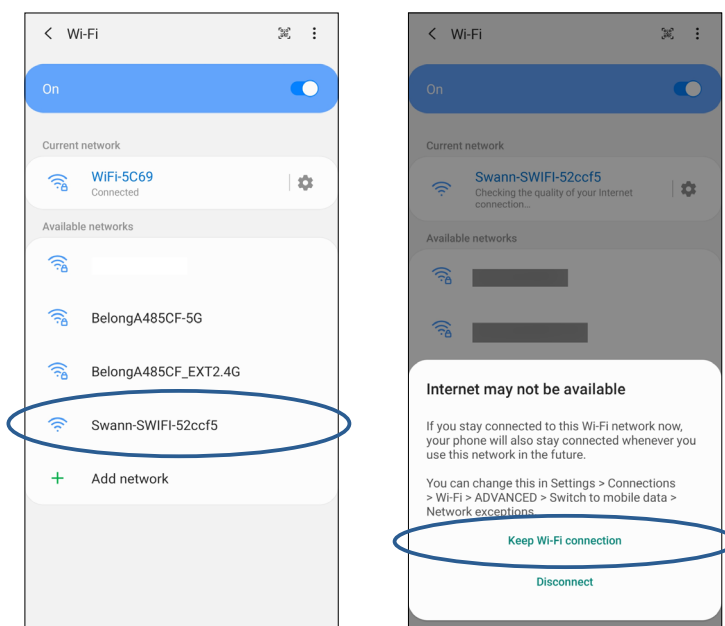 Wi-Fi
On
Current network
WiFi-5C69
Connected
Available networks
BelongA485CF-5G
BelongA485CF_EXT2.4G
Swann-SWIFI-52ccf5
+ Add network
Wi-Fi
On
Current network
Swann-SWIFI-52ccf5
Checking the quality of your Internet
connection...
Available networks
Internet may not be available
If you stay connected to this Wi-Fi network now,
your phone will also stay connected whenever you
use this network in the future.
You can change this in Settings > Connections
> Wi-Fi > ADVANCED > Switch to mobile data >
Network exceptions.
Keep Wi-Fi connection
Disconnect